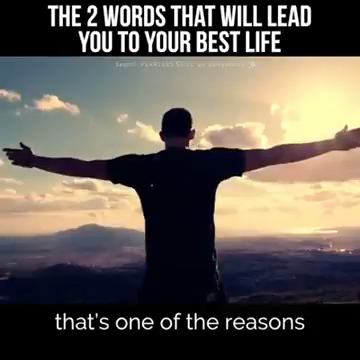 THE 2 WORDS THAT WILL LEAD
YOU TO YOUR BEST LIFE
that's one of the reasons